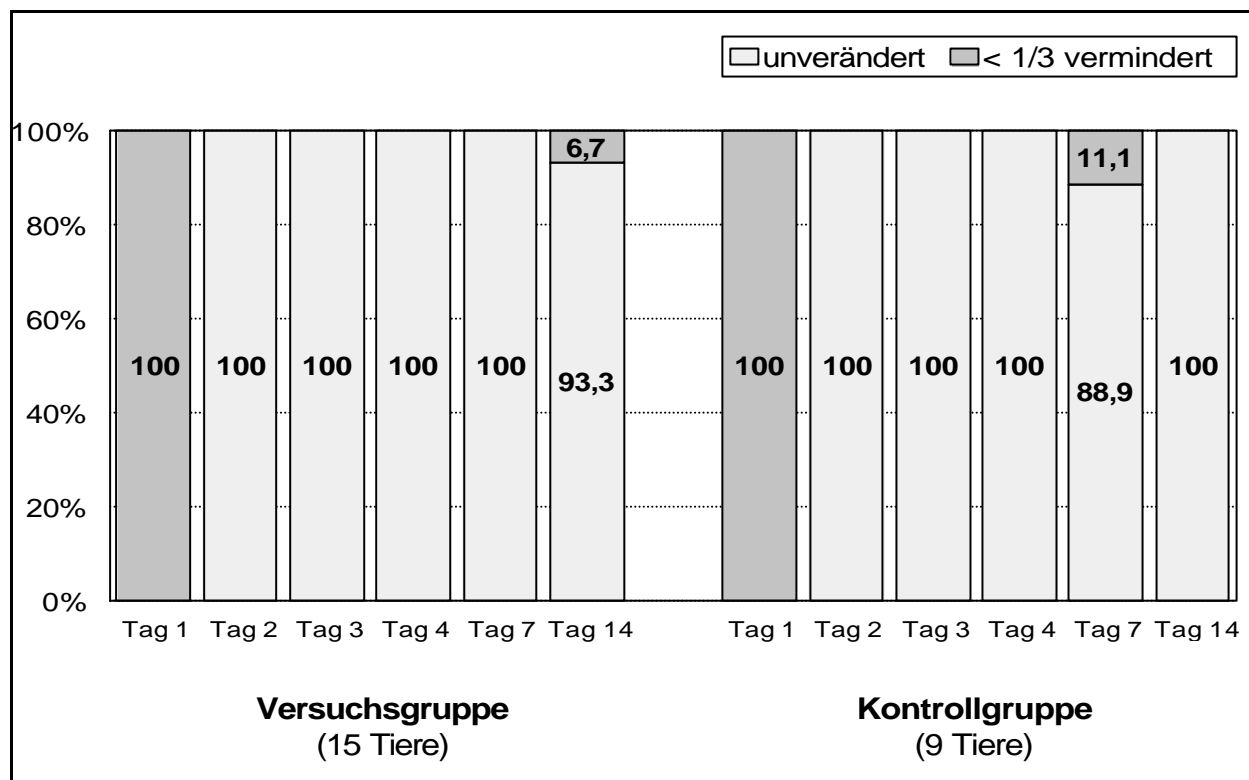 unverändert < 1/3 vermindert
100%
80%
60%
40%
20%
0%
6,7
11,1
100 100 100 100 100 93,3 100 100 100 100 88,9 100
Tag 1 Tag 2 Tag 3 Tag 4 Tag 7 Tag 14 Tag 1 Tag 2 Tag 3 Tag 4 Tag 7 Tag 14
Versuchsgruppe
(15 Tiere)
Kontrollgruppe
(9 Tiere)